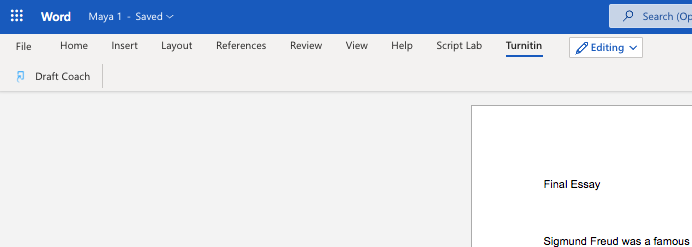 Word Maya 1 - Saved Search (Op
File Home Insert Layout References Review View Help Script Lab Turnitin Editing
Draft Coach
Final Essay
Sigmund Freud was a famous